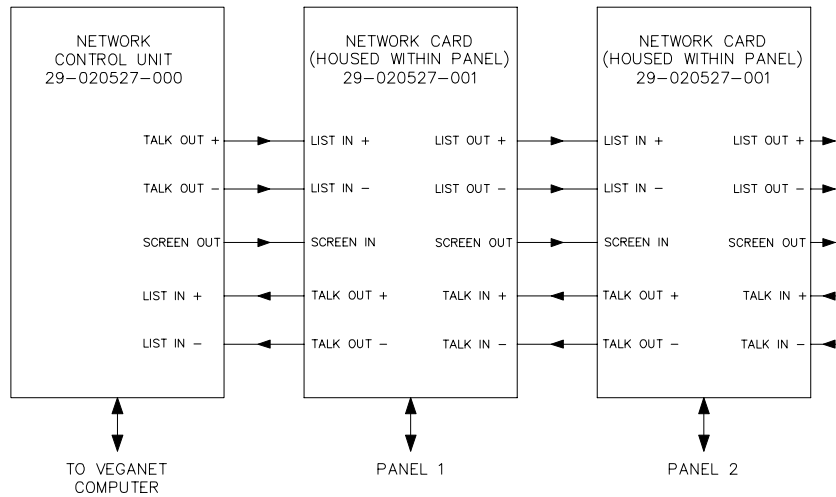 NETWORK
CONTROL UNIT
29-020527-000
TALK OUT +
TALK OUT -
SCREEN OUT
LIST IN +
LIST IN -
TO VEGANET
COMPUTER
NETWORK CARD
(HOUSED WITHIN PANEL)
29-020527-001
LIST IN + LIST OUT +
LIST IN - LIST OUT -
SCREEN IN SCREEN OUT
TALK OUT + TALK IN +
TALK OUT - TALK IN -
PANEL 1
NETWORK CARD
(HOUSED WITHIN PANEL)
29-020527-001
LIST IN + LIST OUT +
LIST IN - LIST OUT -
SCREEN IN SCREEN OUT
TALK OUT + TALK IN +
TALK OUT - TALK IN -
PANEL 2